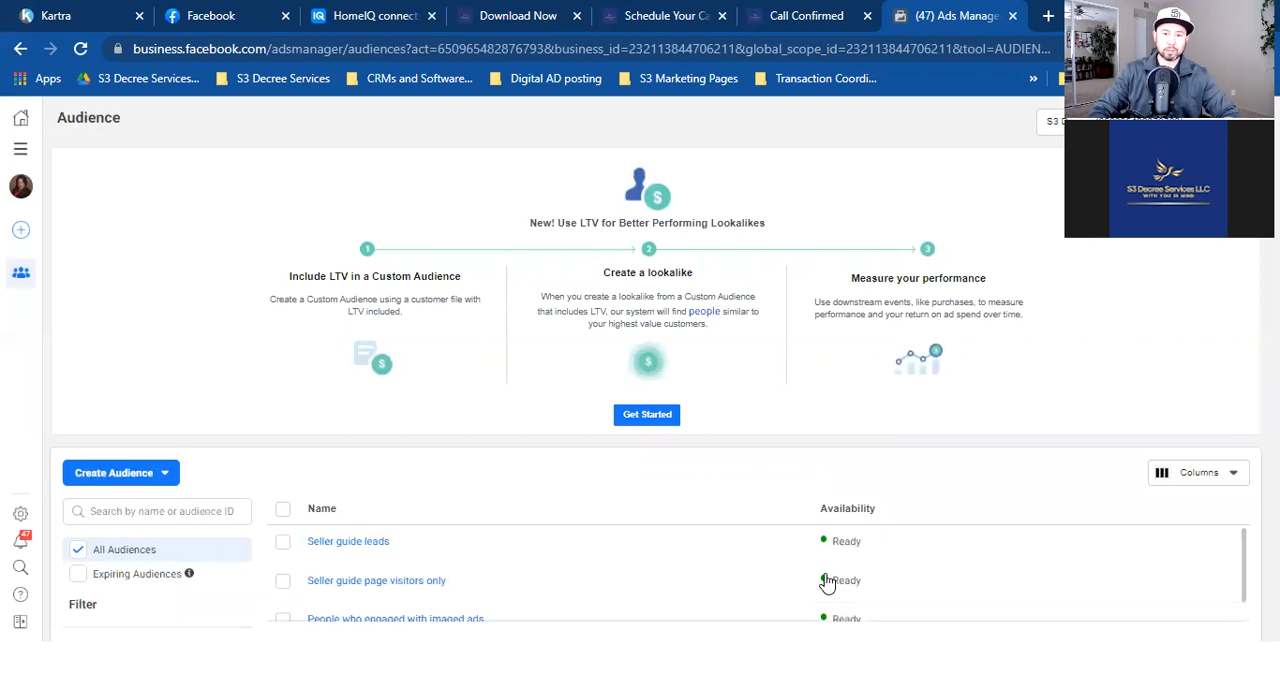 Kartra
Facebook
HomeIQ connect
Download Now
Schedule Your Ca
Call Confirmed
(47) Ads Manage
business.facebook.com/adsmanager/audiences?act=650965482876793&business_id=232113844706211&global_scope_id=232113844706211&tool=AUDIEN...
Apps
S3 Decree Services...
S3 Decree Services
CRMs and Software...
Digital AD posting
S3 Marketing Pages
Transaction Coordi...
Audience
S3 D
S3 Decree Services LLC
WITH YOU IN MIND
New! Use LTV for Better Performing Lookalikes
1
2
3
Include LTV in a Custom Audience
Create a Custom Audience using a customer file with
LTV included.
Create a lookalike
When you create a lookalike from a Custom Audience
that includes LTV, our system will find people similar to
your highest value customers.
Measure your performance
Use downstream events, like purchases, to measure
performance and your return on ad spend over time.
Get Started
Create Audience
Columns
Search by name or audience ID
Name
Availability
All Audiences
Expiring Audiences
Filter
Seller guide leads
Ready
Seller guide page visitors only
Ready
People who engaged with imaged ads
Ready
47